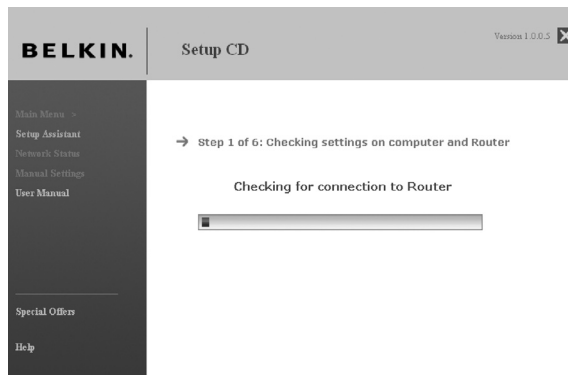 BELKIN.
Setup CD
Version 1.0.0.5
Main Menu >
Setup Assistant
Network Status
Manual Settings
User Manual
Special Offers
Help
→ Step 1 of 6: Checking settings on computer and Router
Checking for connection to Router